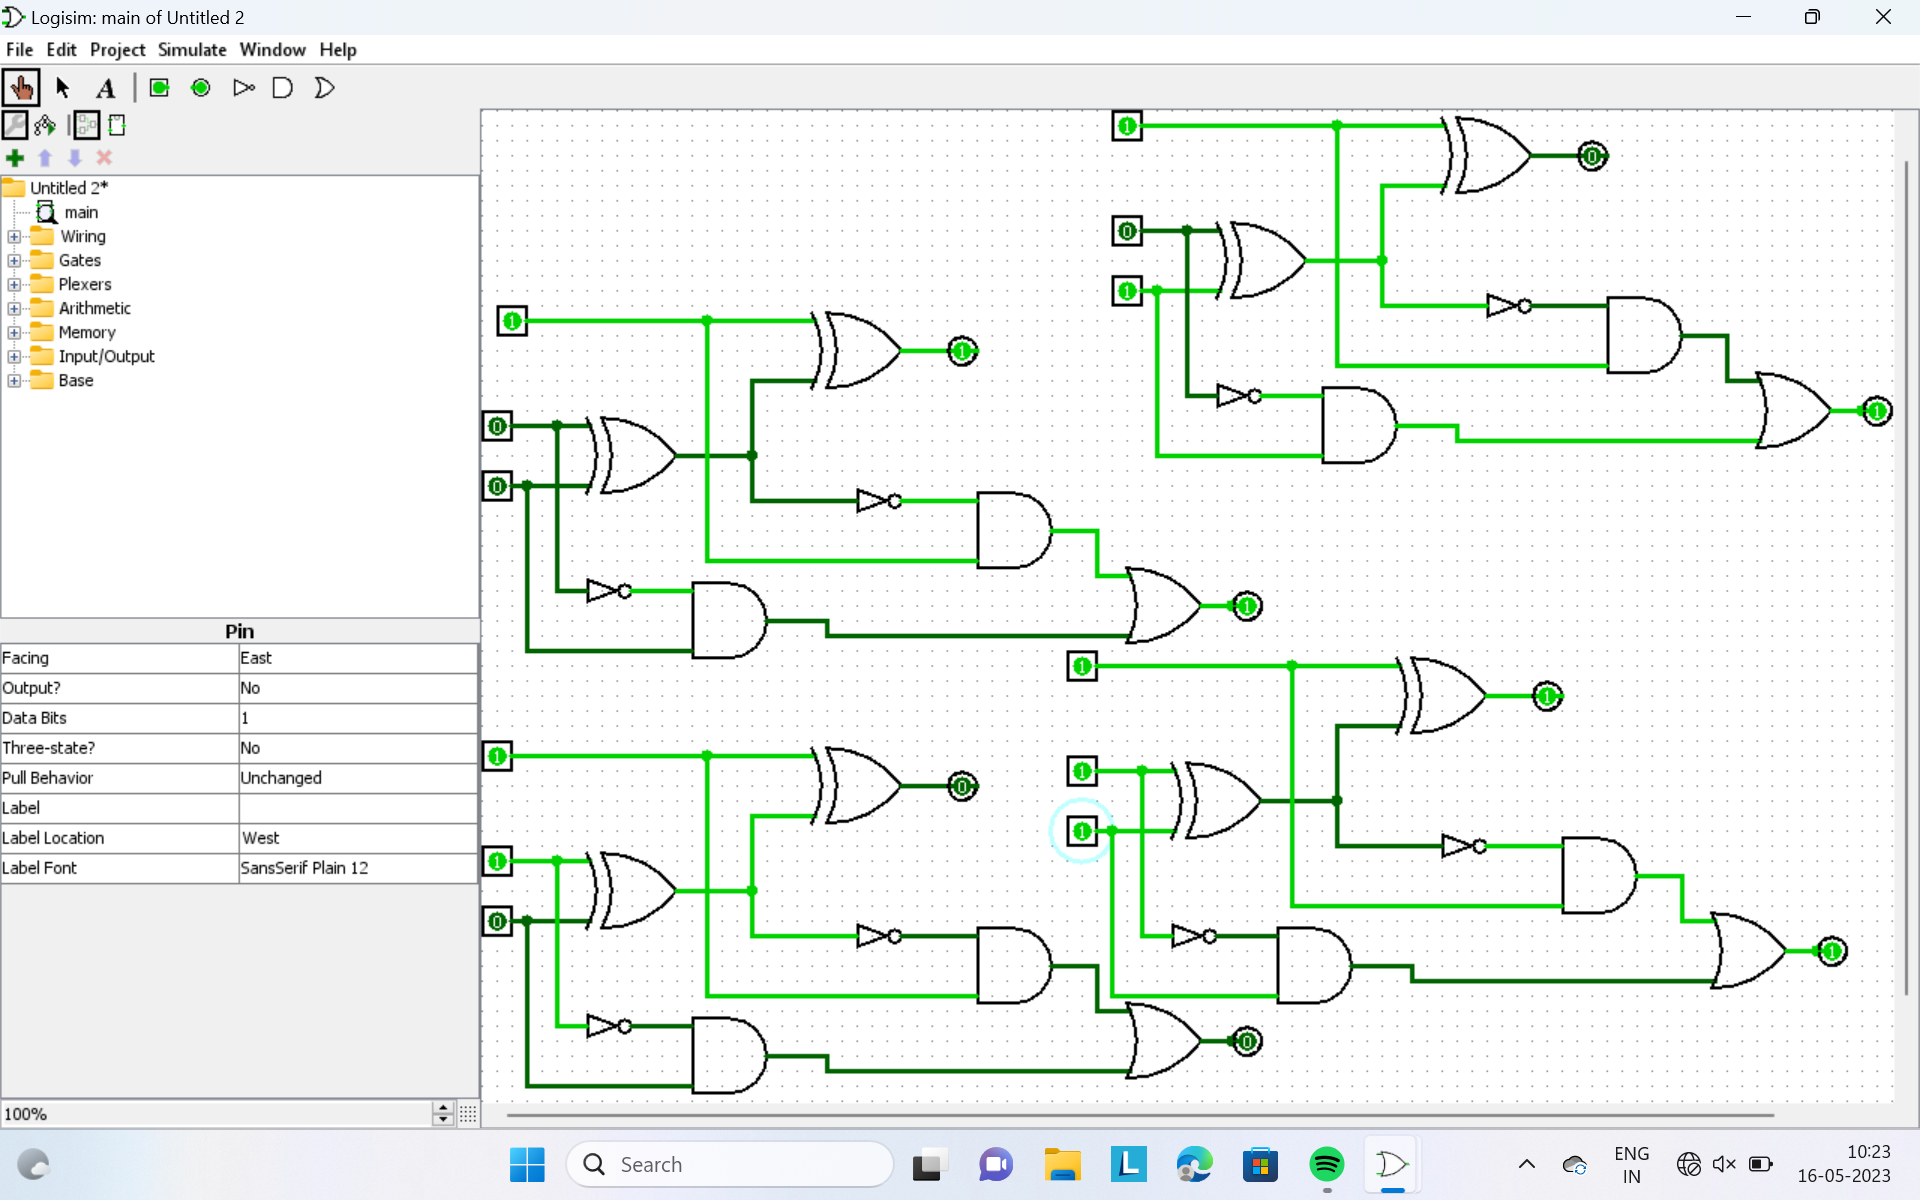 Logisim: main of Untitled 2
File Edit Project Simulate Window Help
A
Untitled 2*
main
Wiring
Gates
Plexers
Arithmetic
Memory
Input/Output
Base
Pin
Facing East
Output? No
Data Bits 1
Three-state? No
Pull Behavior Unchanged
Label
Label Location West
Label Font SansSerif Plain 12
100%
1
0
0
1
1
1
0
1
0
0
1
1
1
1
1
0
1
1
1
0
1
0
Search
L
ENG
IN
10:23
16-05-2023